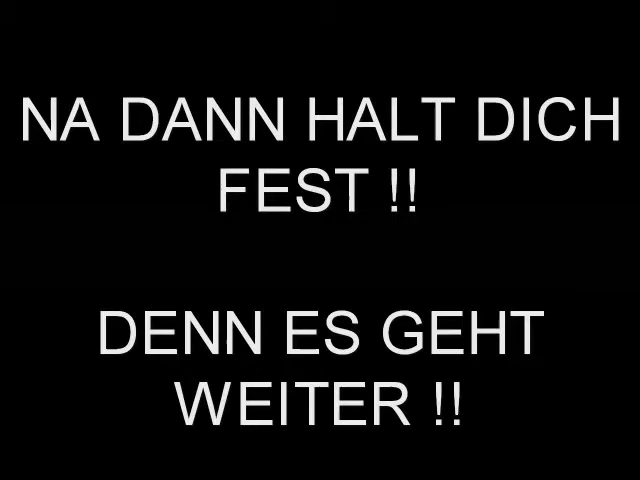 NA DANN HALT DICH
FEST !!
DENN ES GEHT
WEITER !!